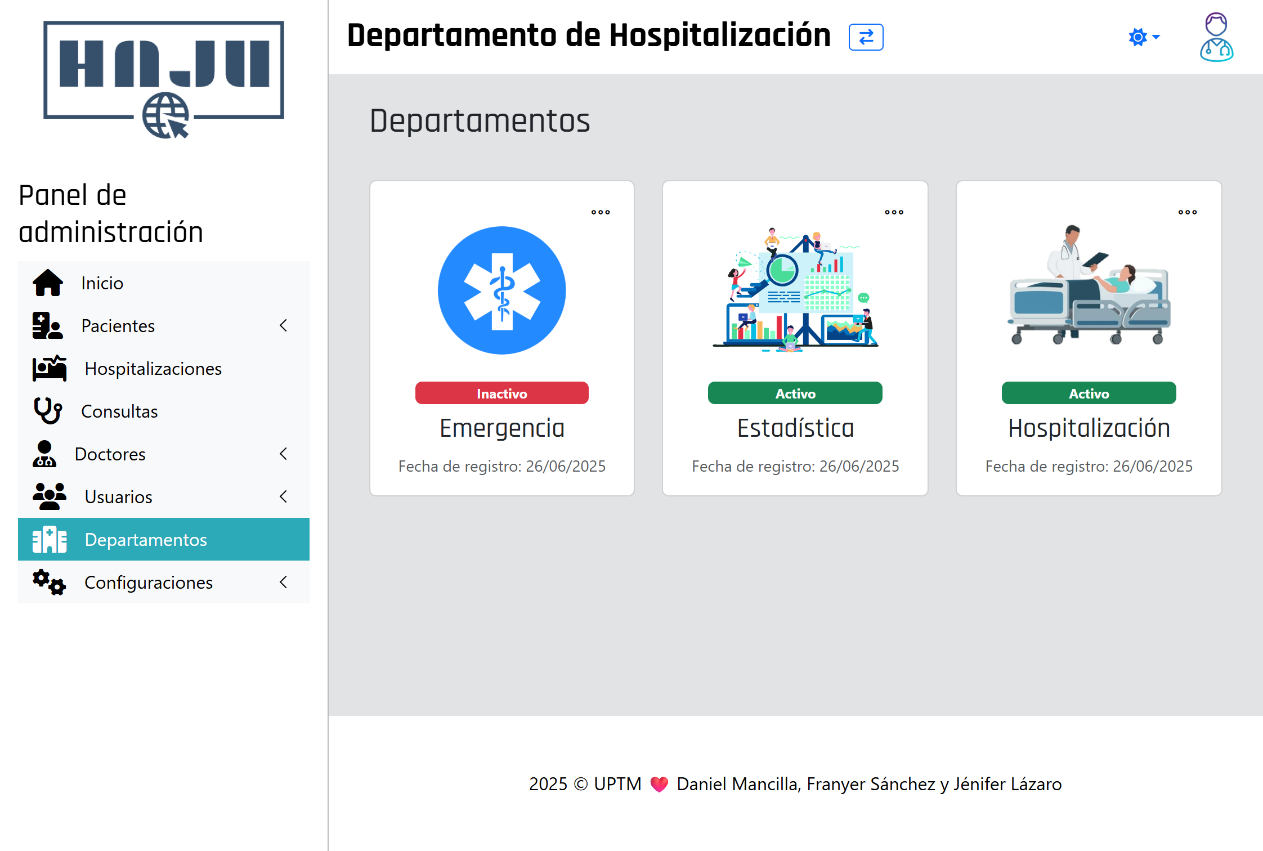 HNJU
Panel de
administración
Inicio
Pacientes
Hospitalizaciones
Consultas
Doctores
Usuarios
Departamentos
Configuraciones
Departamento de Hospitalización
Departamentos
Inactivo
Emergencia
Fecha de registro: 26/06/2025
Activo
Estadística
Fecha de registro: 26/06/2025
Activo
Hospitalización
Fecha de registro: 26/06/2025
2025 © UPTM ❤️ Daniel Mancilla, Franyer Sánchez y Jénifer Lázaro